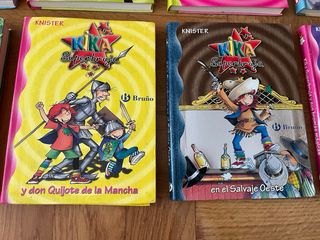 KNISTER
KIKA
Superbruja
Bruño
y don Quijote de la Mancha
KNISTER
KIKA
Superbruja
Bruño
en el Salvaje Oeste